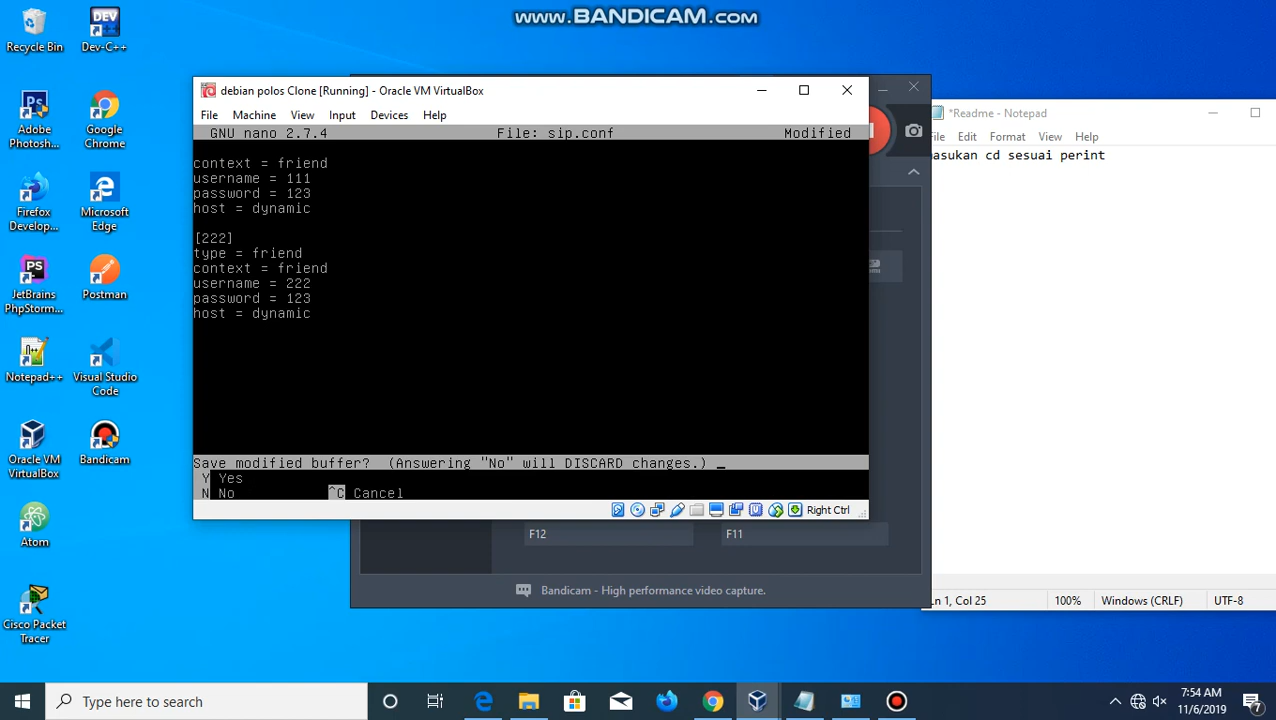 www.BANDICAM.com
Recycle Bin
DEV
Dev-C++
Adobe Photosh...
Google Chrome
Firefox Develop...
Microsoft Edge
JetBrains PhpStorm...
Postman
Notepad++
Visual Studio Code
Oracle VM VirtualBox
Bandicam
Atom
Cisco Packet Tracer
debian polos Clone [Running] - Oracle VM VirtualBox
File Machine View Input Devices Help
GNU nano 2.7.4 File: sip.conf Modified
context = friend
username = 111
password = 123
host = dynamic
[222]
type = friend
context = friend
username = 222
password = 123
host = dynamic
Save modified buffer? (Answering "No" will DISCARD changes.) _
Y Yes
N No ^C Cancel
Right Ctrl
F12 F11
Bandicam - High performance video capture.
*Readme - Notepad
File Edit Format View Help
asukan cd sesuai perint
Ln 1, Col 25 100% Windows (CRLF) UTF-8
Type here to search
7:54 AM
11/6/2019
7